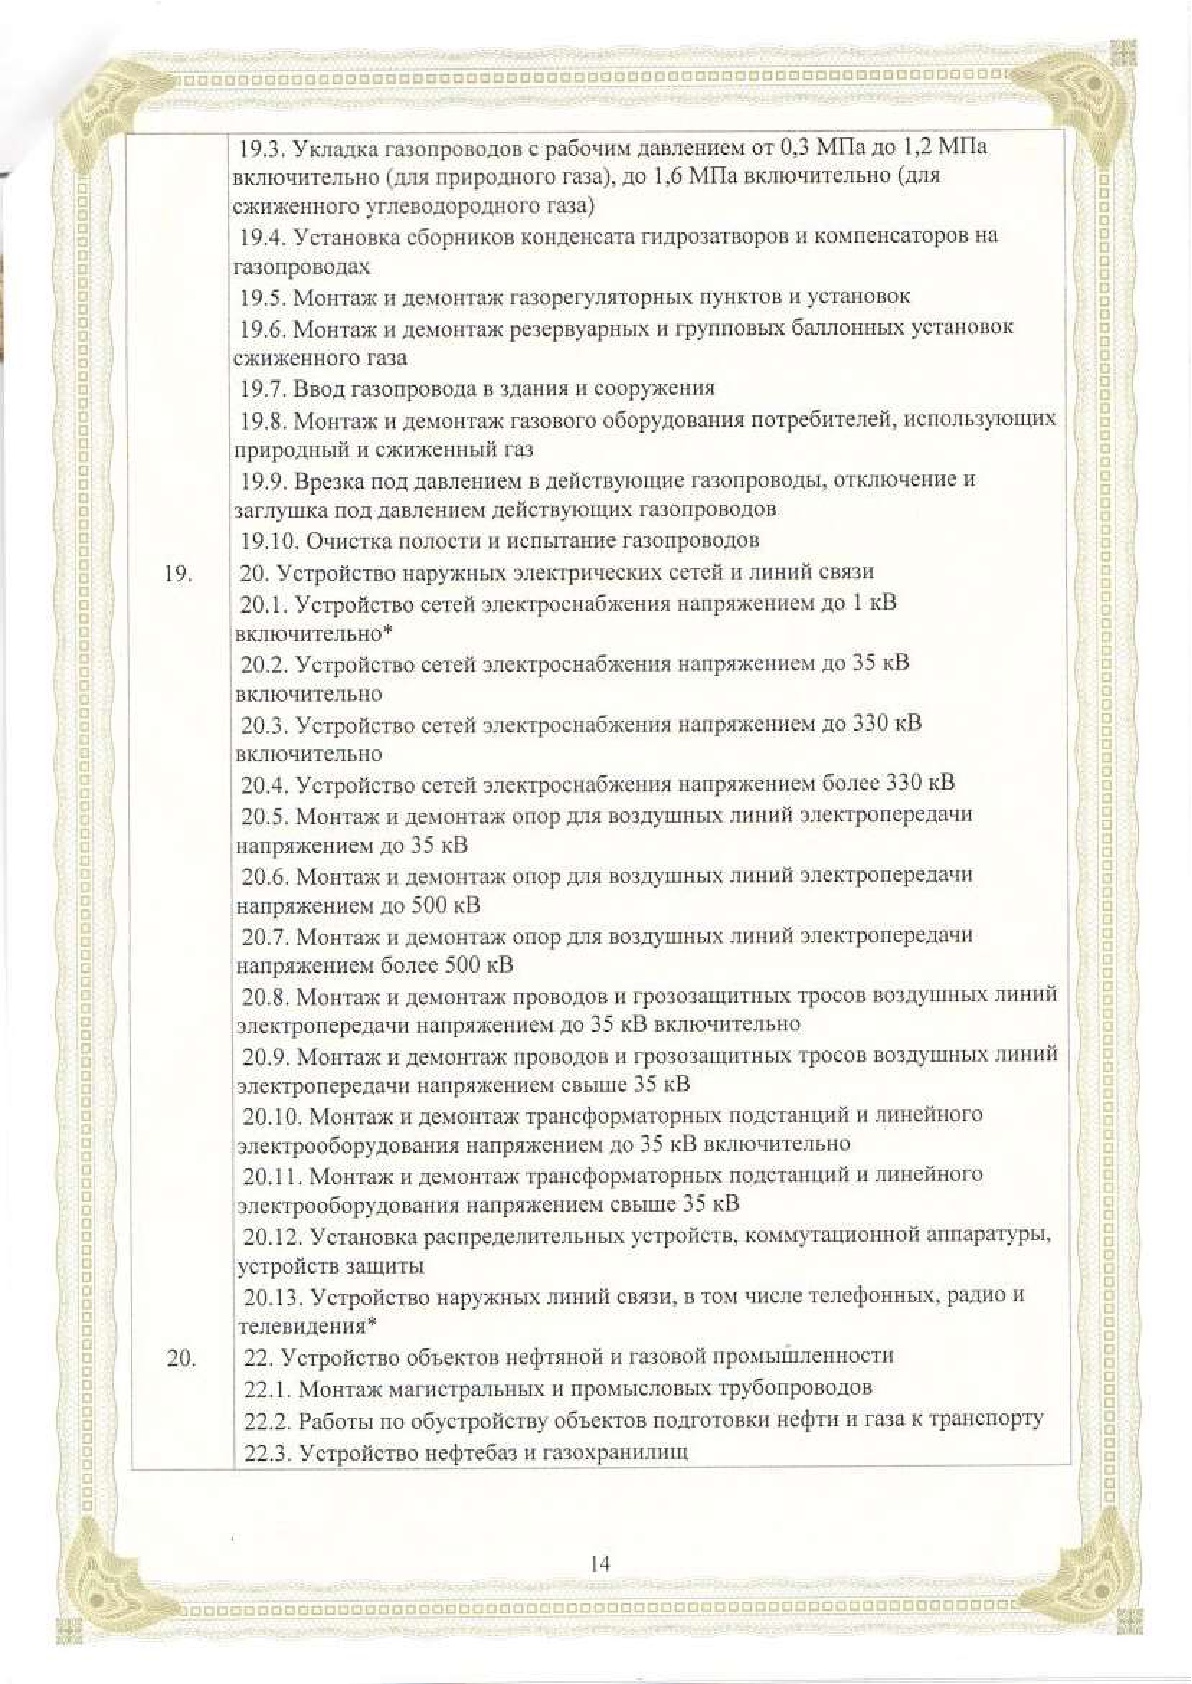 19.3. Укладка газопроводов с рабочим давлением от 0,3 МПа до 1,2 МПа
включительно (для природного газа), до 1,6 МПа включительно (для
сжиженного углеводородного газа)
19.4. Установка сборников конденсата гидрозатворов и компенсаторов на
газопроводах
19.5. Монтаж и демонтаж газорегуляторных пунктов и установок
19.6. Монтаж и демонтаж резервуарных и групповых баллонных установок
сжиженного газа
19.7. Ввод газопровода в здания и сооружения
19.8. Монтаж и демонтаж газового оборудования потребителей, использующих
природный и сжиженный газ
19.9. Врезка под давлением в действующие газопроводы, отключение и
заглушка под давлением действующих газопроводов
19.10. Очистка полости и испытание газопроводов
19. 20. Устройство наружных электрических сетей и линий связи
20.1. Устройство сетей электроснабжения напряжением до 1 кВ
включительно*
20.2. Устройство сетей электроснабжения напряжением до 35 кВ
включительно
20.3. Устройство сетей электроснабжения напряжением до 330 кВ
включительно
20.4. Устройство сетей электроснабжения напряжением более 330 кВ
20.5. Монтаж и демонтаж опор для воздушных линий электропередачи
напряжением до 35 кВ
20.6. Монтаж и демонтаж опор для воздушных линий электропередачи
напряжением до 500 кВ
20.7. Монтаж и демонтаж опор для воздушных линий электропередачи
напряжением более 500 кВ
20.8. Монтаж и демонтаж проводов и грозозащитных тросов воздушных линий
электропередачи напряжением до 35 кВ включительно
20.9. Монтаж и демонтаж проводов и грозозащитных тросов воздушных линий
электропередачи напряжением свыше 35 кВ
20.10. Монтаж и демонтаж трансформаторных подстанций и линейного
электрооборудования напряжением до 35 кВ включительно
20.11. Монтаж и демонтаж трансформаторных подстанций и линейного
электрооборудования напряжением свыше 35 кВ
20.12. Установка распределительных устройств, коммутационной аппаратуры,
устройств защиты
20.13. Устройство наружных линий связи, в том числе телефонных, радио и
телевидения*
20. 22. Устройство объектов нефтяной и газовой промышленности
22.1. Монтаж магистральных и промысловых трубопроводов
22.2. Работы по обустройству объектов подготовки нефти и газа к транспорту
22.3. Устройство нефтебаз и газохранилищ
14